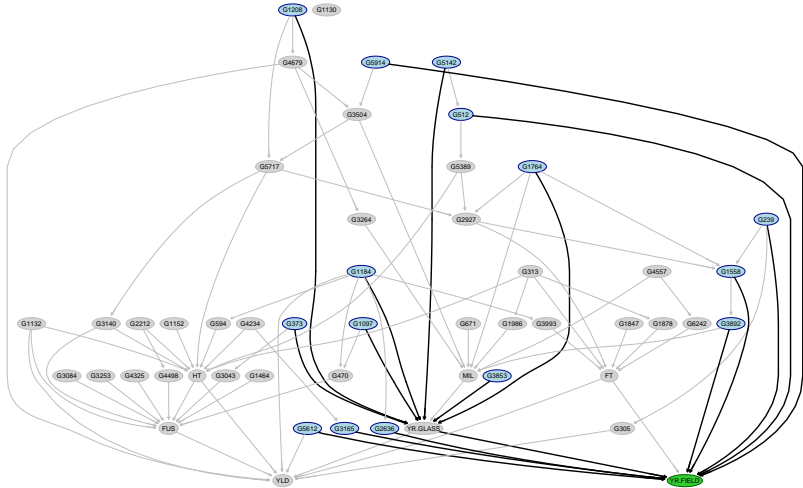 G1208 G1130
G4679 G5914 G5142
G3504 G512
G5717 G5389 G1764
G3264 G2927 G239
G1184 G313 G4557 G1558
G1132 G3140 G2212 G1152 G594 G4234 G373 G1097 G671 G1986 G3993 G1847 G1878 G6242 G3892
G3084 G3253 G4325 G4498 HT G3043 G1464 G470 MIL G3853 FT
FUS G5612 G3165 G2636 YR.GLASS G305
YLD YR.FIELD